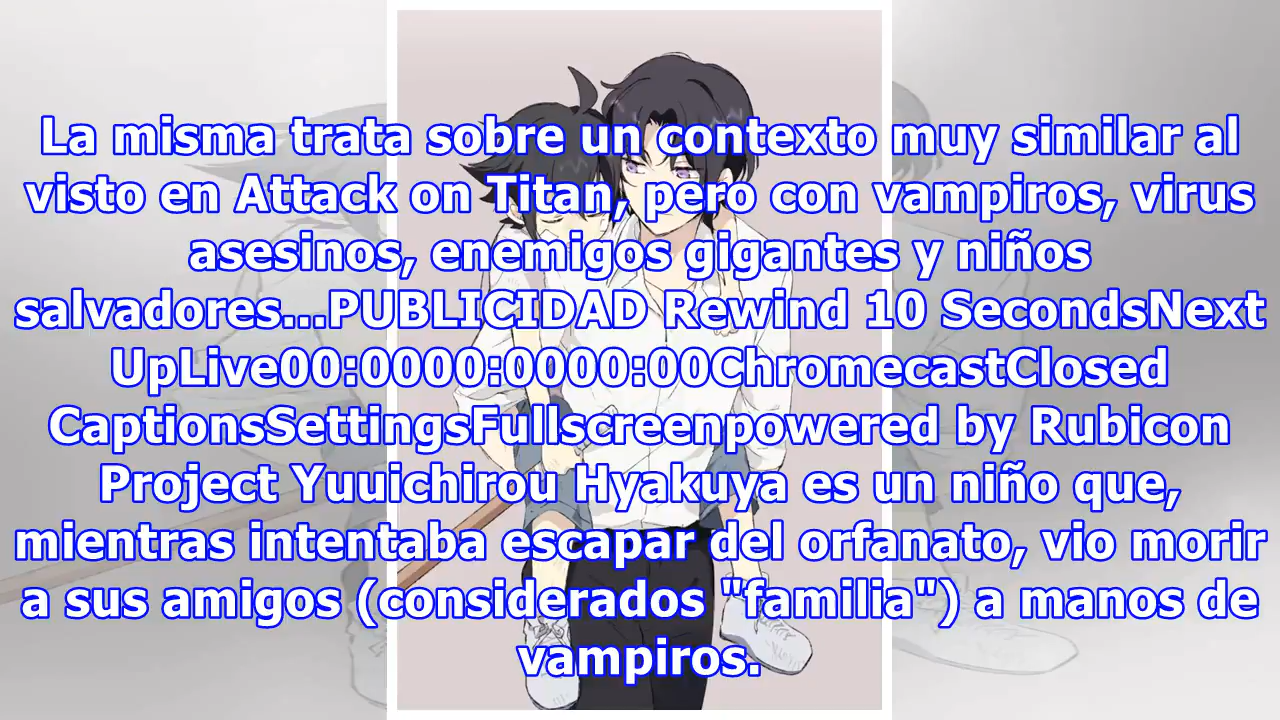 La misma trata sobre un contexto muy similar al
visto en Attack on Titan, pero con vampiros, virus
asesinos, enemigos gigantes y niños
salvadores...PUBLICIDAD Rewind 10 SecondsNext
UpLive00:0000:0000:00ChromecastClosed
CaptionsSettingsFullscreenpowered by Rubicon
Project Yuuichirou Hyakuya es un niño que,
mientras intentaba escapar del orfanato, vio morir
a sus amigos (considerados "familia") a manos de
vampiros.